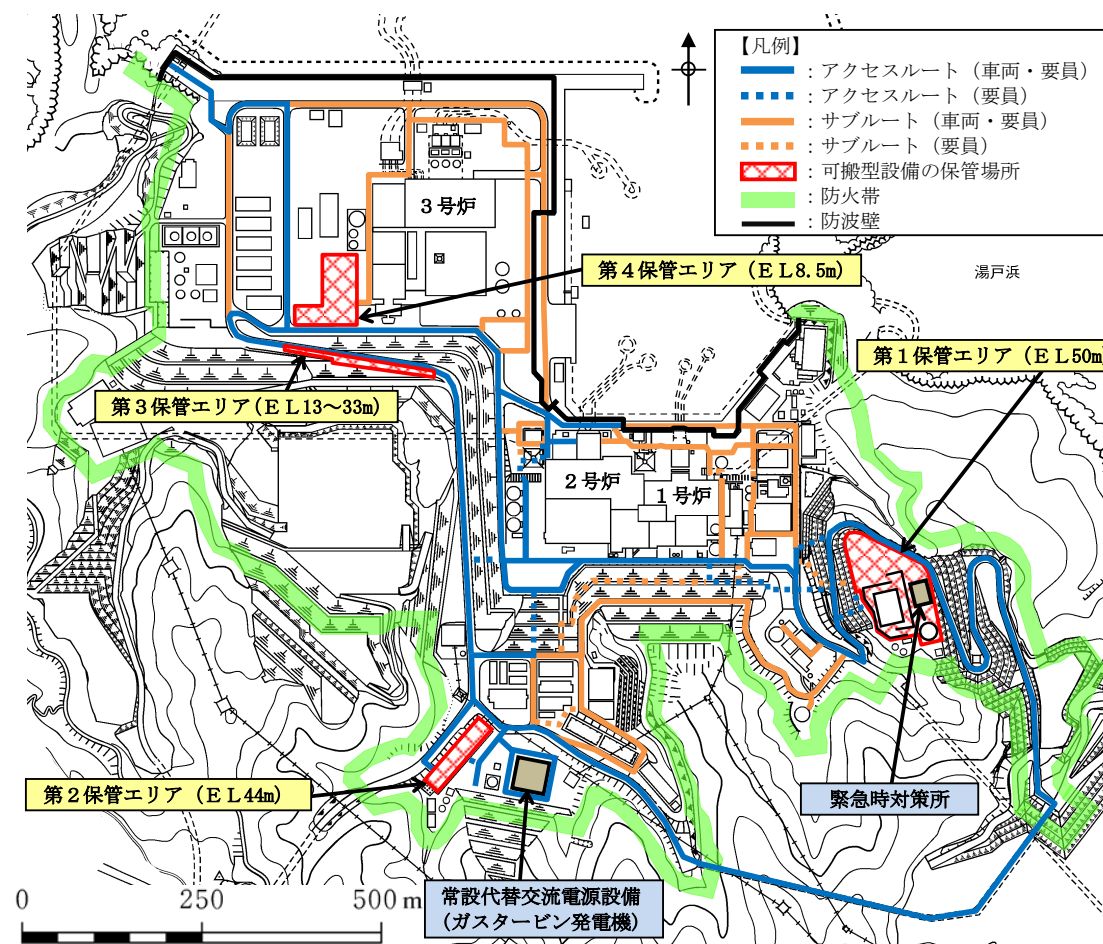 【凡例】
：アクセスルート（車両・要員）
：アクセスルート（要員）
：サブルート（車両・要員）
：サブルート（要員）
：可搬型設備の保管場所
：防火帯
：防波壁
３号炉
第４保管エリア（ＥＬ8.5m）
湯戸浜
第１保管エリア（ＥＬ50m）
第３保管エリア（ＥＬ13～33m）
２号炉
１号炉
第２保管エリア（ＥＬ44m）
緊急時対策所
常設代替交流電源設備
（ガスタービン発電機）
0 250 500 m